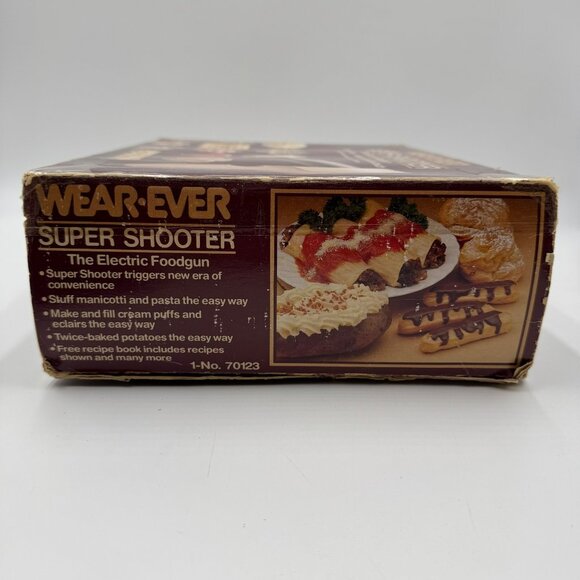 WEAR·EVER
SUPER SHOOTER
The Electric Foodgun
•Super Shooter triggers new era of
convenience
•Stuff manicotti and pasta the easy way
•Make and fill cream puffs and
eclairs the easy way
•Twice-baked potatoes the easy way
•Free recipe book includes recipes
shown and many more
1-No. 70123